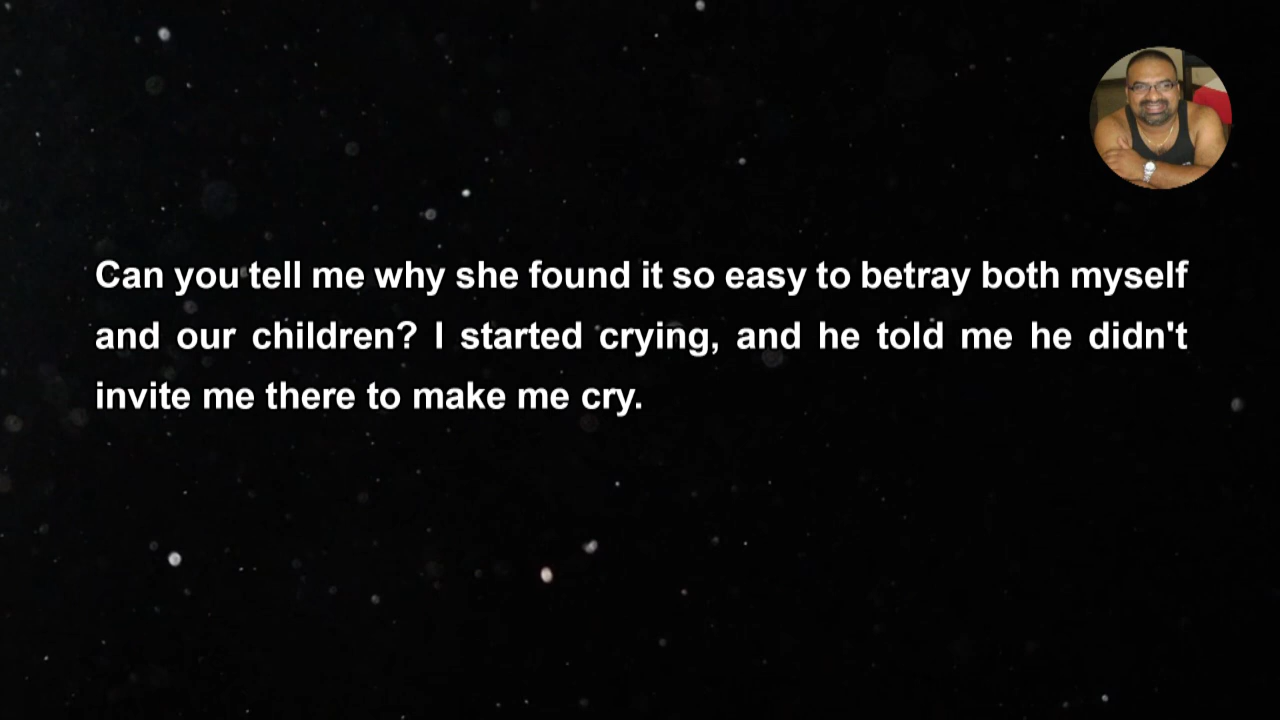 Can you tell me why she found it so easy to betray both myself
and our children? I started crying, and he told me he didn't
invite me there to make me cry.